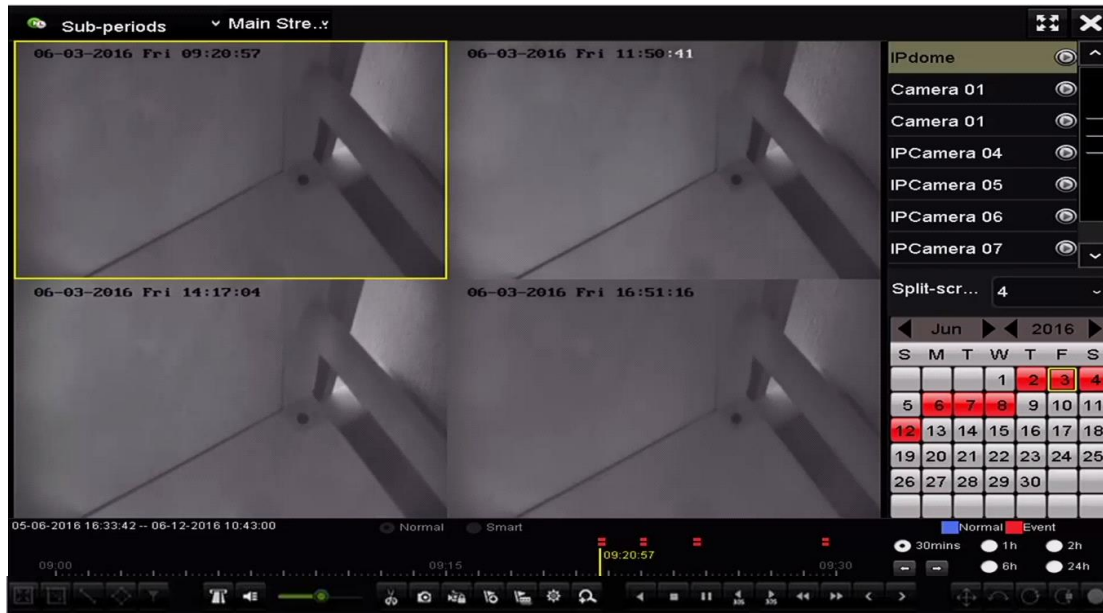 Sub-periods Main Stre...
06-03-2016 Fri 09:20:57
06-03-2016 Fri 11:50:41
06-03-2016 Fri 14:17:04
06-03-2016 Fri 16:51:16
IPdome
Camera 01
Camera 01
IPCamera 04
IPCamera 05
IPCamera 06
IPCamera 07
Split-scr... 4
Jun 2016
S M T W T F S
1 2 3 4
5 6 7 8 9 10 11
12 13 14 15 16 17 18
19 20 21 22 23 24 25
26 27 28 29 30
05-06-2016 16:33:42 -- 06-12-2016 10:43:00 Normal Smart
Normal Event
09:00 09:15 09:20:57 09:30
30mins 1h 2h
6h 24h
30S 30S